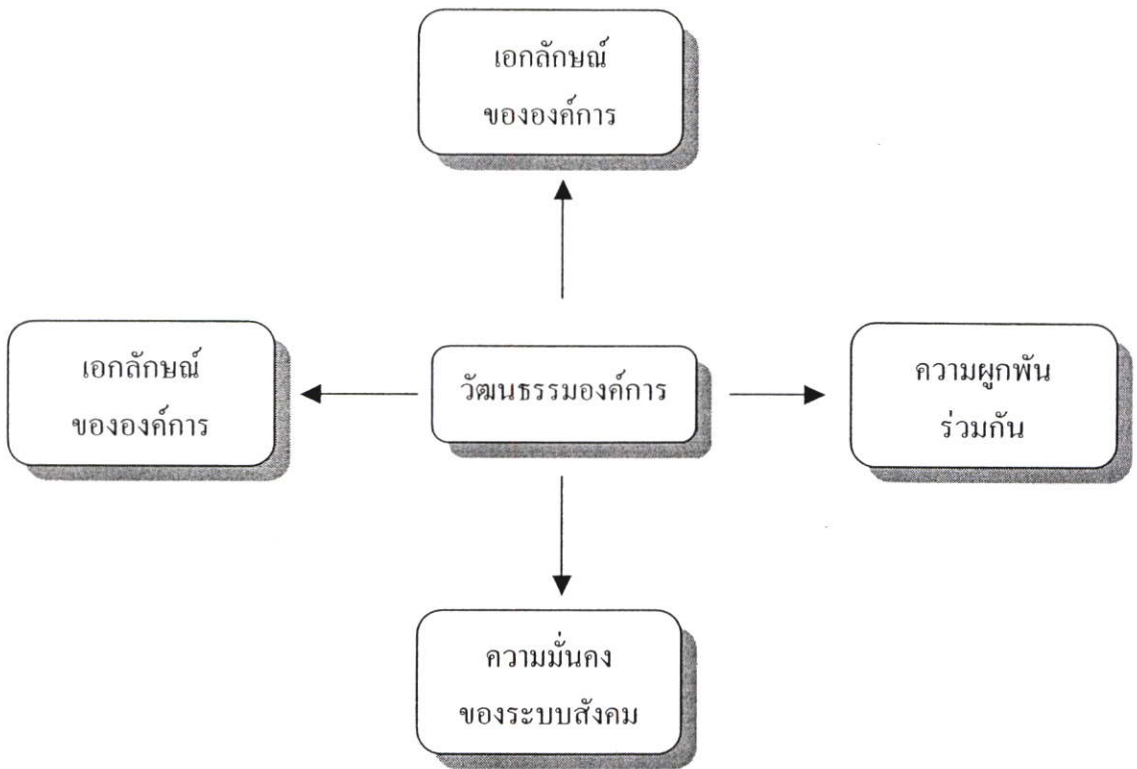 เอกลักษณ์
ขององค์การ
เอกลักษณ์
ขององค์การ
วัฒนธรรมองค์การ
ความผูกพัน
ร่วมกัน
ความมั่นคง
ของระบบสังคม